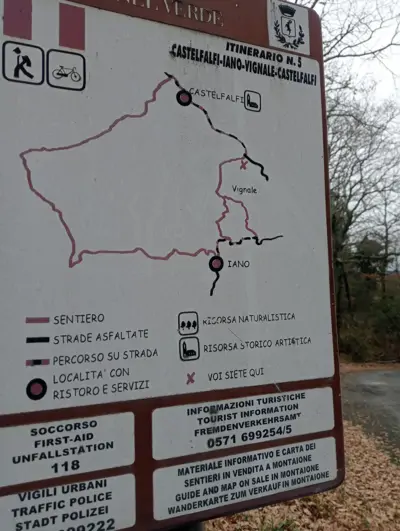 NEL VERDE
ITINERARIO N. 5
CASTELFALFI-IANO-VIGNALE-CASTELFALFI
CASTELFALFI
Vignale
IANO
SENTIERO
STRADE ASFALTATE
PERCORSO SU STRADA
LOCALITA' CON
RISTORO E SERVIZI
RISORSA NATURALISTICA
RISORSA STORICO ARTISTICA
X VOI SIETE QUI
SOCCORSO
FIRST-AID
UNFALLSTATION
118
VIGILI URBANI
TRAFFIC POLICE
STADT POLIZEI
99222
INFORMAZIONI TURISTICHE
TOURIST INFORMATION
FREMDENVERKEHRSAMT
0571 699254/5
MATERIALE INFORMATIVO E CARTA DEI
SENTIERI IN VENDITA A MONTAIONE
GUIDE AND MAP ON SALE IN MONTAIONE
WANDERKARTE ZUM VERKAUF IN MONTAIONE